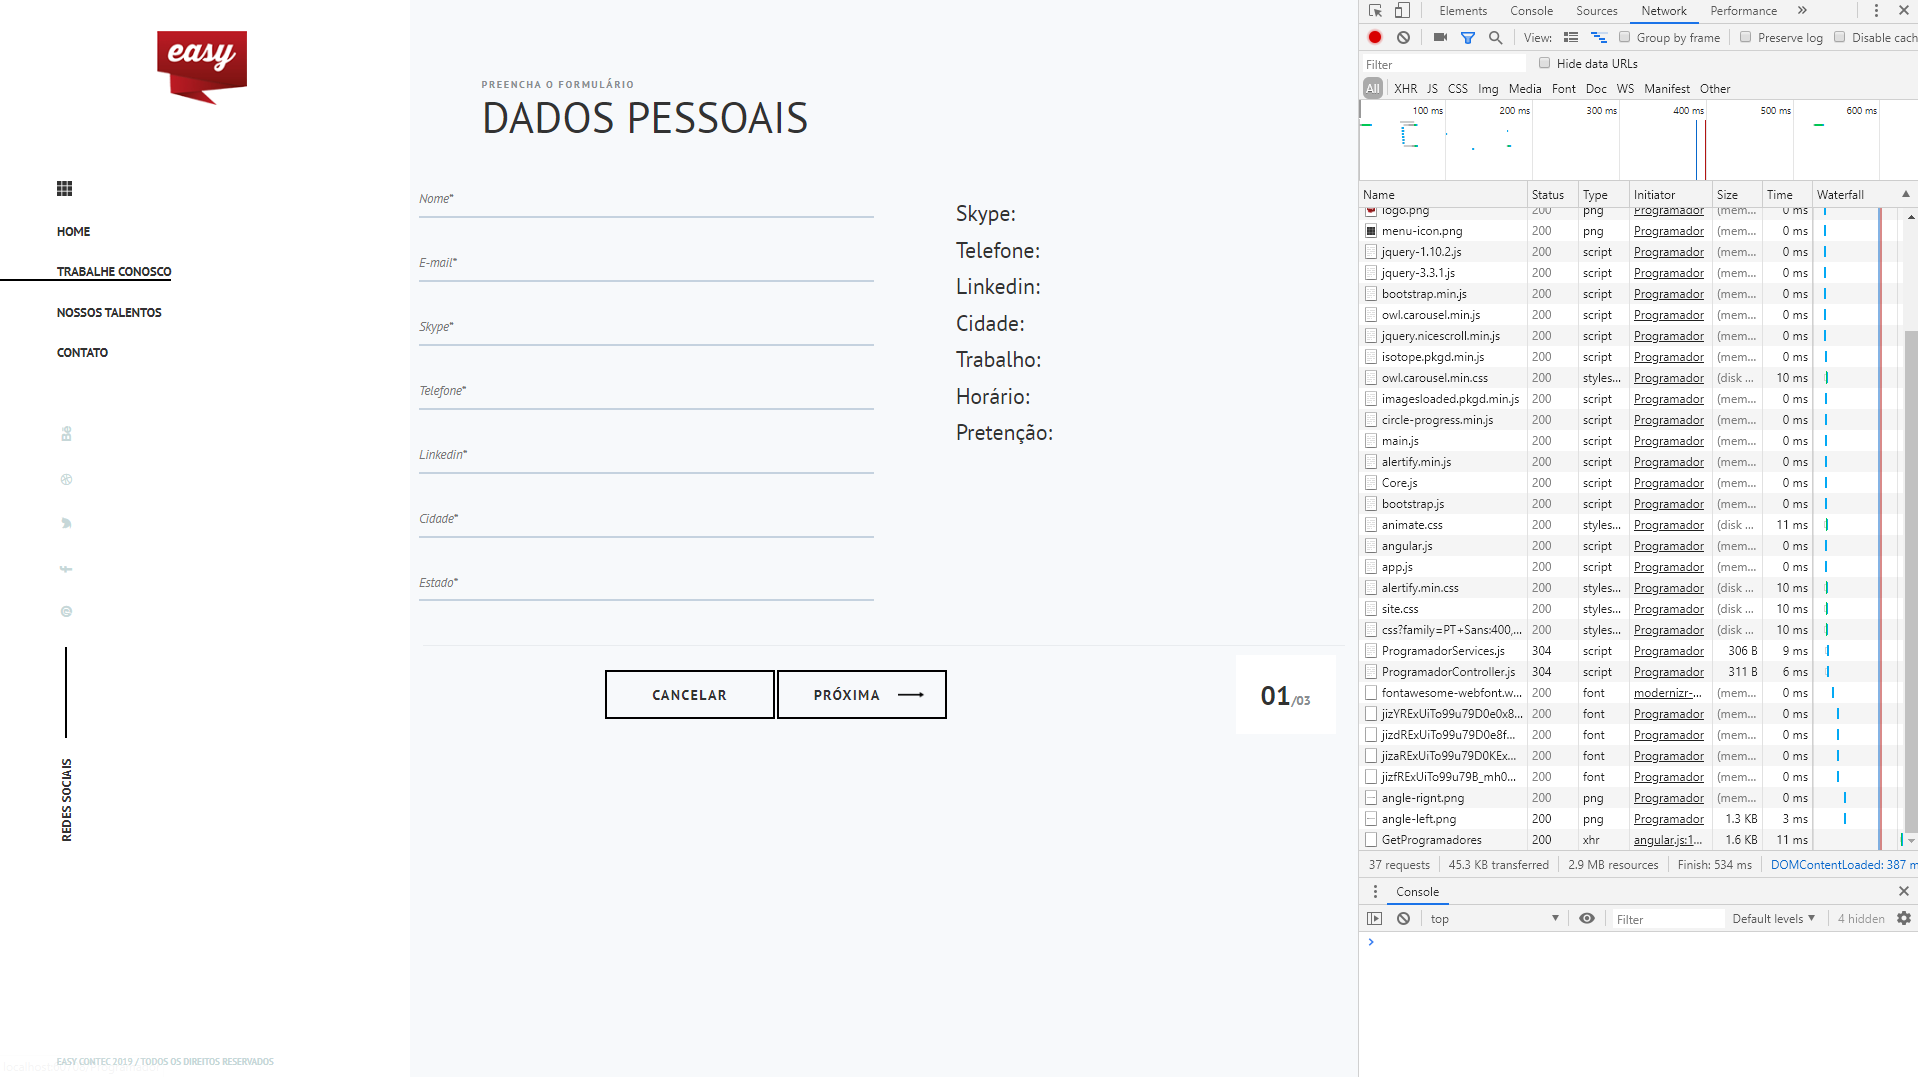 easy
HOME
TRABALHE CONOSCO
NOSSOS TALENTOS
CONTATO
REDES SOCIAIS
EASY CONTEC 2019 / TODOS OS DIREITOS RESERVADOS
PREENCHA O FORMULÁRIO
DADOS PESSOAIS
Nome*
E-mail*
Skype*
Telefone*
Linkedin*
Cidade*
Estado*
Skype:
Telefone:
Linkedin:
Cidade:
Trabalho:
Horário:
Pretenção:
CANCELAR
PRÓXIMA
01/03
Elements Console Sources Network Performance
View: Group by frame Preserve log Disable cach
Filter Hide data URLs
All XHR JS CSS Img Media Font Doc WS Manifest Other
100 ms 200 ms 300 ms 400 ms 500 ms 600 ms
Name Status Type Initiator Size Time Waterfall
logo.png 200 png Programador (mem... 0 ms
menu-icon.png 200 png Programador (mem... 0 ms
jquery-1.10.2.js 200 script Programador (mem... 0 ms
jquery-3.3.1.js 200 script Programador (mem... 0 ms
bootstrap.min.js 200 script Programador (mem... 0 ms
owl.carousel.min.js 200 script Programador (mem... 0 ms
jquery.nicescroll.min.js 200 script Programador (mem... 0 ms
isotope.pkgd.min.js 200 script Programador (mem... 0 ms
owl.carousel.min.css 200 styles... Programador (disk ... 10 ms
imagesloaded.pkgd.min.js 200 script Programador (mem... 0 ms
circle-progress.min.js 200 script Programador (mem... 0 ms
main.js 200 script Programador (mem... 0 ms
alertify.min.js 200 script Programador (mem... 0 ms
Core.js 200 script Programador (mem... 0 ms
bootstrap.js 200 script Programador (mem... 0 ms
animate.css 200 styles... Programador (disk ... 11 ms
angular.js 200 script Programador (mem... 0 ms
app.js 200 script Programador (mem... 0 ms
alertify.min.css 200 styles... Programador (disk ... 10 ms
site.css 200 styles... Programador (disk ... 10 ms
css?family=PT+Sans:400,... 200 styles... Programador (disk ... 10 ms
ProgramadorServices.js 304 script Programador 306 B 9 ms
ProgramadorController.js 304 script Programador 311 B 6 ms
fontawesome-webfont.w... 200 font modernizr-... (mem... 0 ms
jizYRExUiTo99u79D0e0x8... 200 font Programador (mem... 0 ms
jizdRExUiTo99u79D0e8f... 200 font Programador (mem... 0 ms
jizaRExUiTo99u79D0KEx... 200 font Programador (mem... 0 ms
jizfRExUiTo99u79B_mh0... 200 font Programador (mem... 0 ms
angle-rignt.png 200 png Programador (mem... 0 ms
angle-left.png 200 png Programador 1.3 KB 3 ms
GetProgramadores 200 xhr angular.js:1... 1.6 KB 11 ms
37 requests 45.3 KB transferred 2.9 MB resources Finish: 534 ms DOMContentLoaded: 387 m
Console
top Filter Default levels 4 hidden